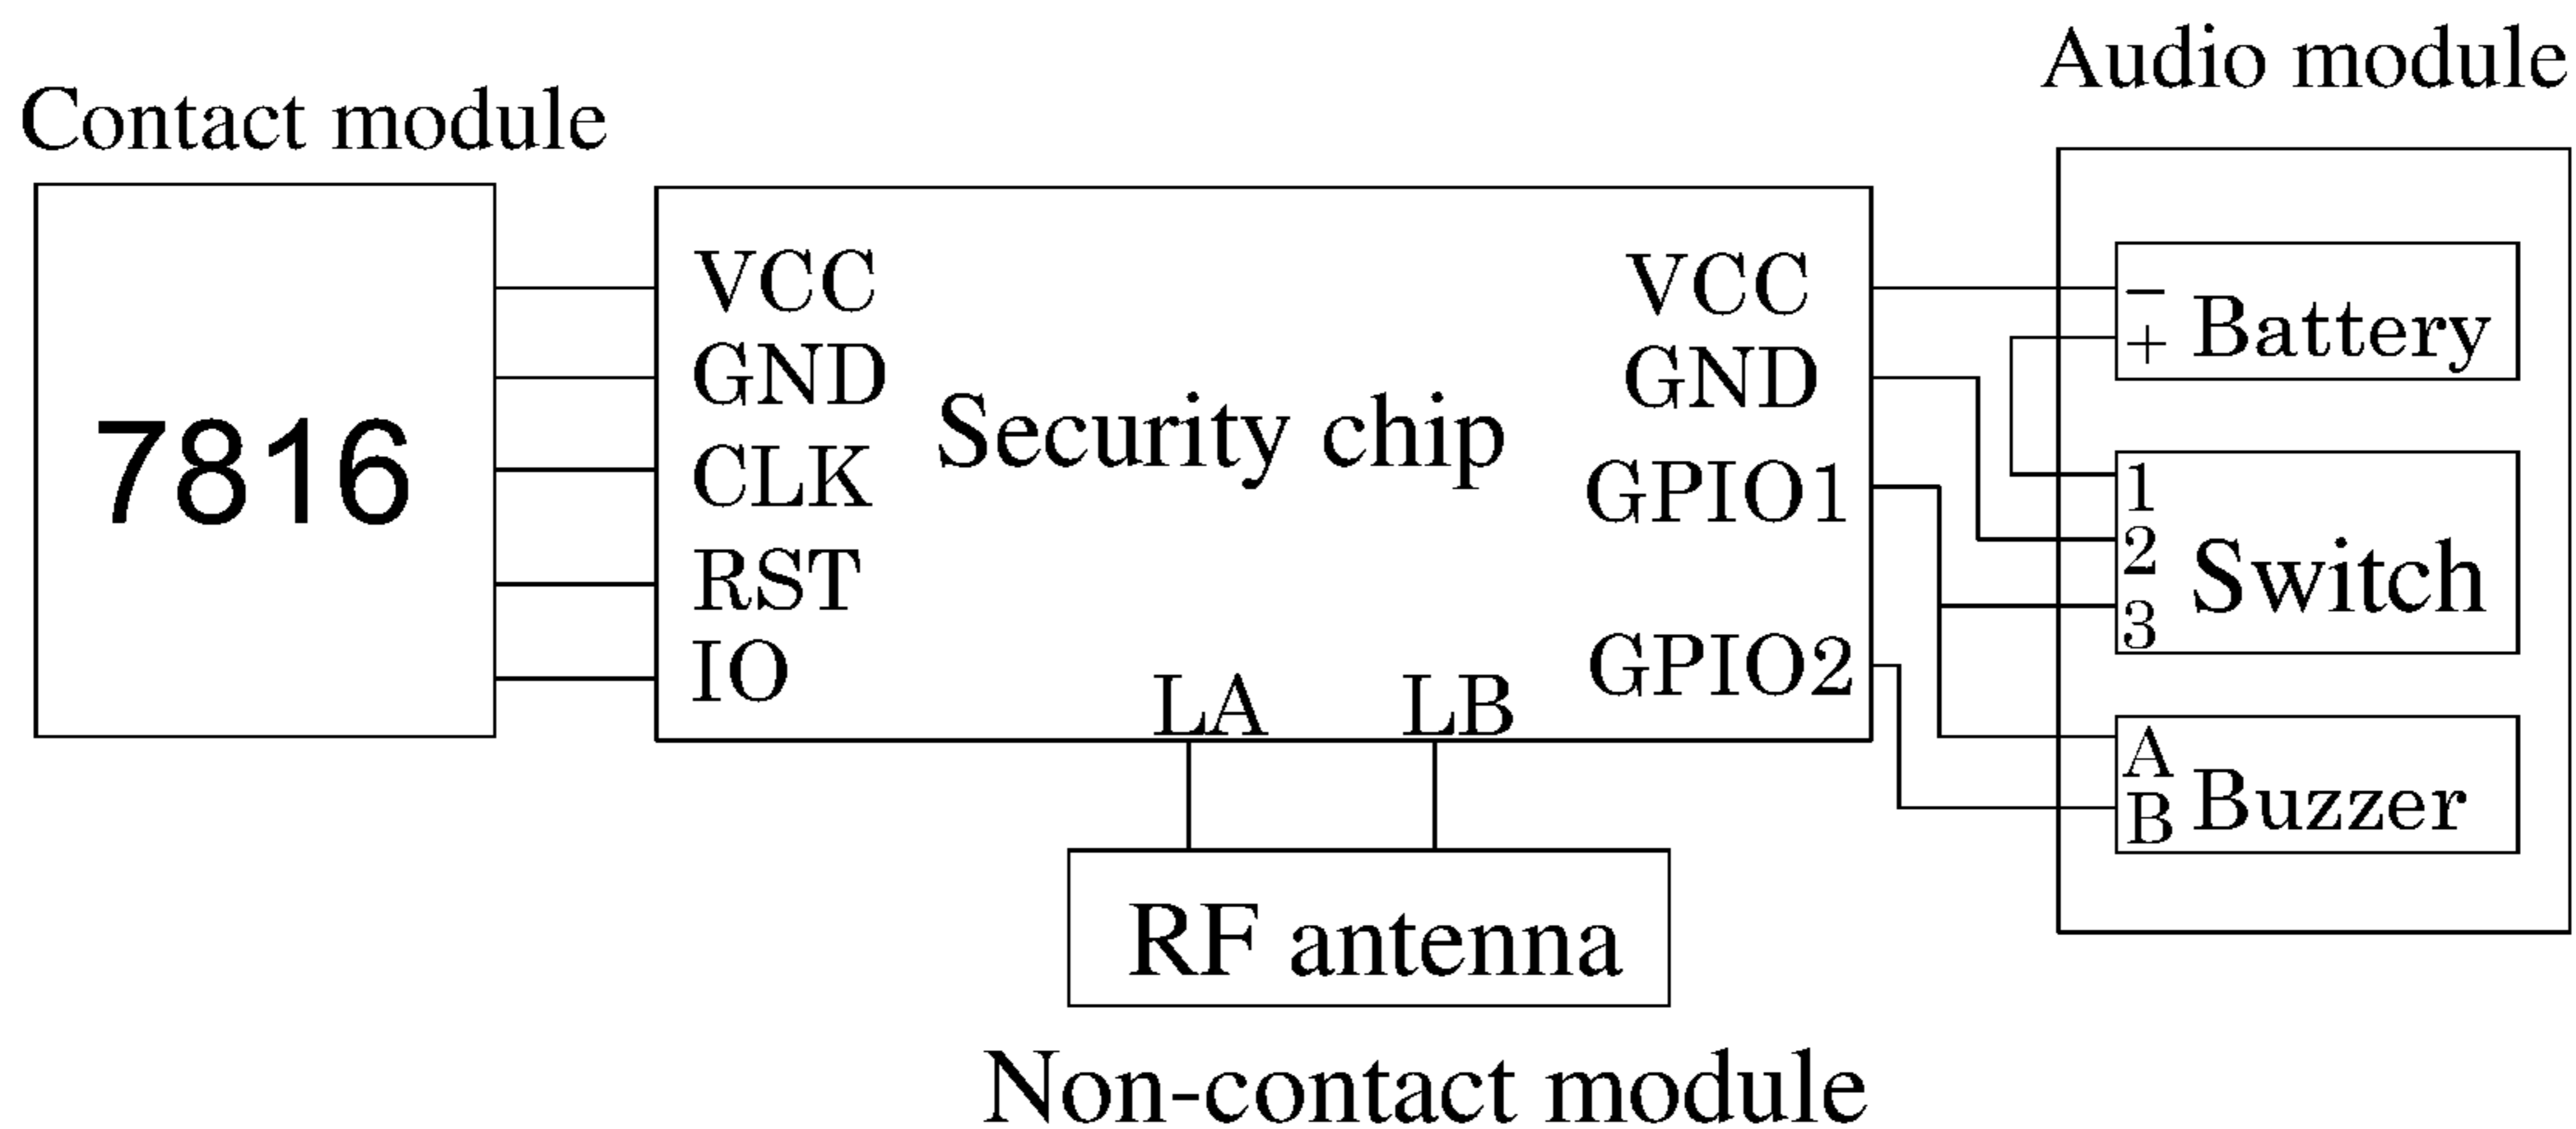 Contact module
7816
VCC
GND
CLK
RST
IO
Security chip
LA LB
VCC
GND
GPIO1
GPIO2
RF antenna
Non-contact module
Audio module
−
+
Battery
1
2
3
Switch
A
B
Buzzer